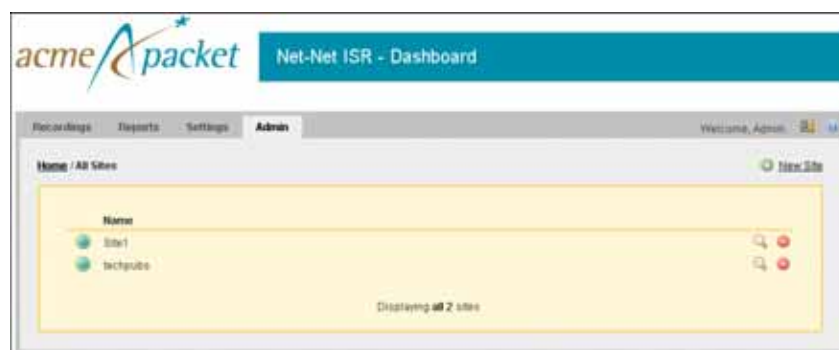 acme packet
Net-Net ISR - Dashboard
Recordings Reports Settings Admin Welcome, Admin.
Home / All Sites New Site
Name
Site1
techpubs
Displaying all 2 sites